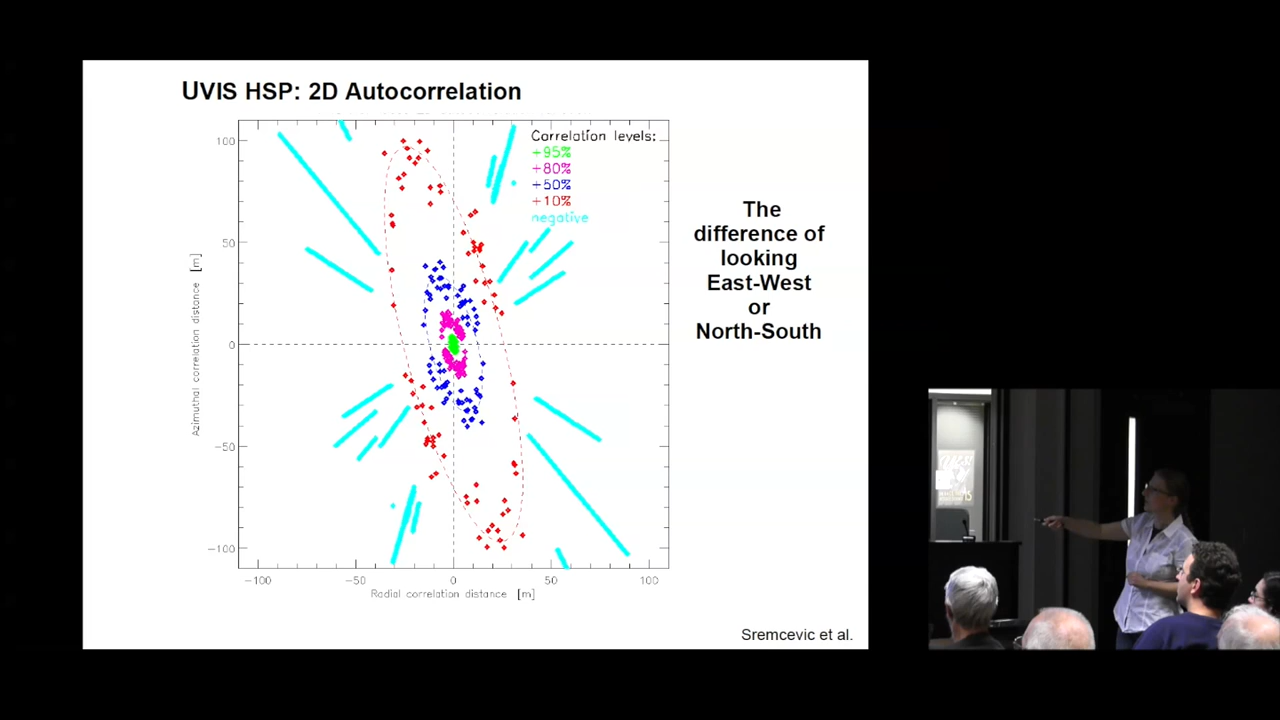 UVIS HSP: 2D Autocorrelation
Correlation levels:
+95%
+80%
+50%
+10%
negative
100
50
0
−50
−100
Azimuthal correlation distance [m]
−100
−50
0
50
100
Radial correlation distance [m]
The
difference of
looking
East-West
or
North-South
Sremcevic et al.